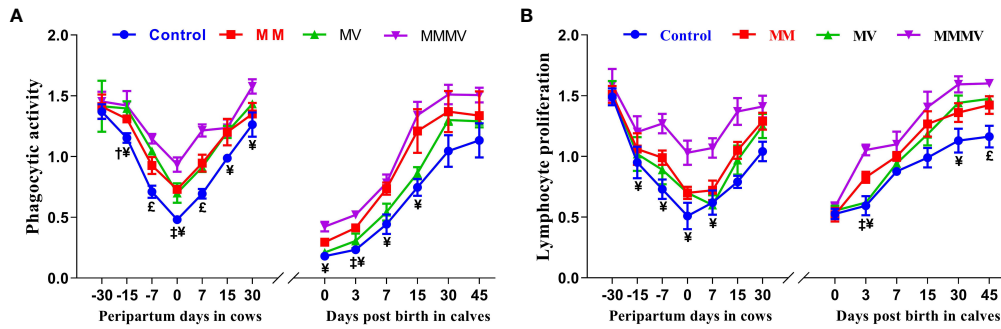 A
Control MM MV MMMV
Phagocytic activity
2.0
1.5
1.0
0.5
0.0
†¥
£
‡¥
£
¥
¥
¥
‡¥
¥
¥
-30 -15 -7 0 7 15 30
0 3 7 15 30 45
Peripartum days in cows
Days post birth in calves
B
Control MM MV MMMV
Lymphocyte proliferation
2.0
1.5
1.0
0.5
0.0
¥
¥
¥
¥
‡¥
¥
£
-30 -15 -7 0 7 15 30
0 3 7 15 30 45
Peripartum days in cows
Days post birth in calves